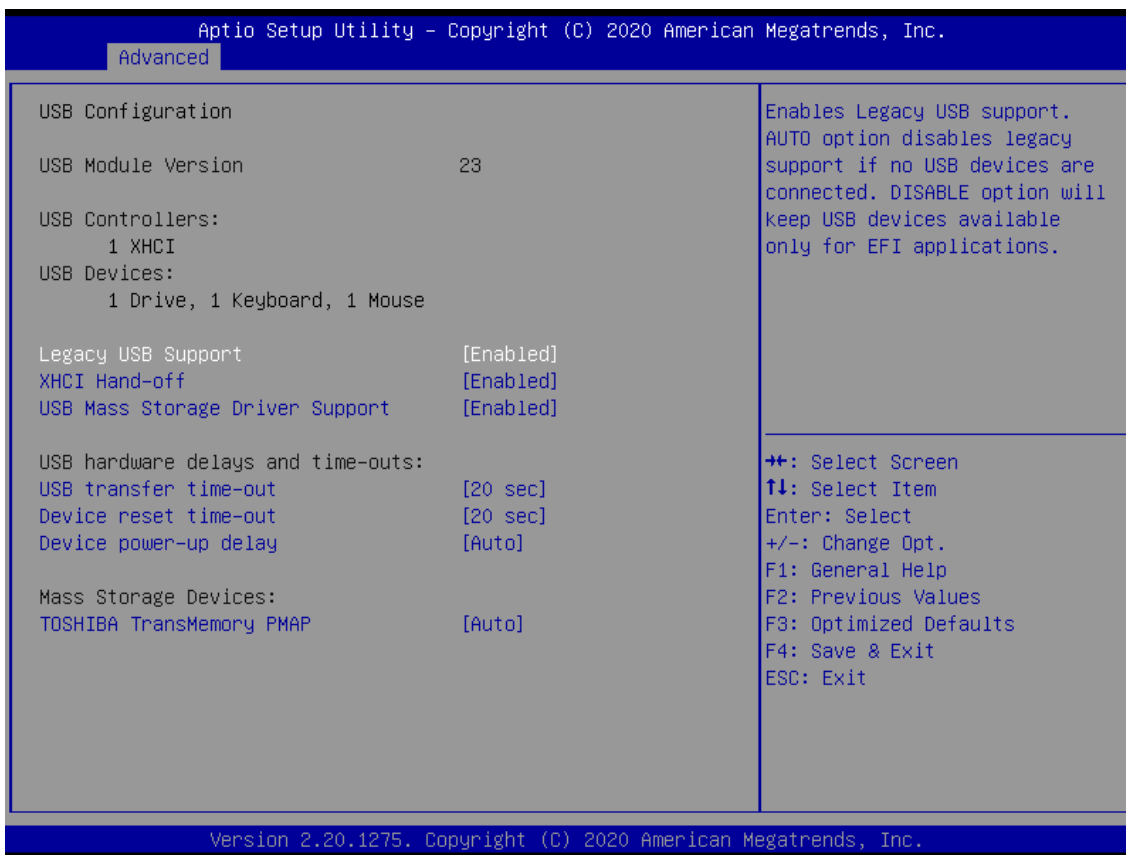 Aptio Setup Utility – Copyright (C) 2020 American Megatrends, Inc.
Advanced
USB Configuration
USB Module Version 23
USB Controllers:
1 XHCI
USB Devices:
1 Drive, 1 Keyboard, 1 Mouse
Legacy USB Support [Enabled]
XHCI Hand-off [Enabled]
USB Mass Storage Driver Support [Enabled]
USB hardware delays and time-outs:
USB transfer time-out [20 sec]
Device reset time-out [20 sec]
Device power-up delay [Auto]
Mass Storage Devices:
TOSHIBA TransMemory PMAP [Auto]
Enables Legacy USB support.
AUTO option disables legacy
support if no USB devices are
connected. DISABLE option will
keep USB devices available
only for EFI applications.
→←: Select Screen
↑↓: Select Item
Enter: Select
+/-: Change Opt.
F1: General Help
F2: Previous Values
F3: Optimized Defaults
F4: Save & Exit
ESC: Exit
Version 2.20.1275. Copyright (C) 2020 American Megatrends, Inc.